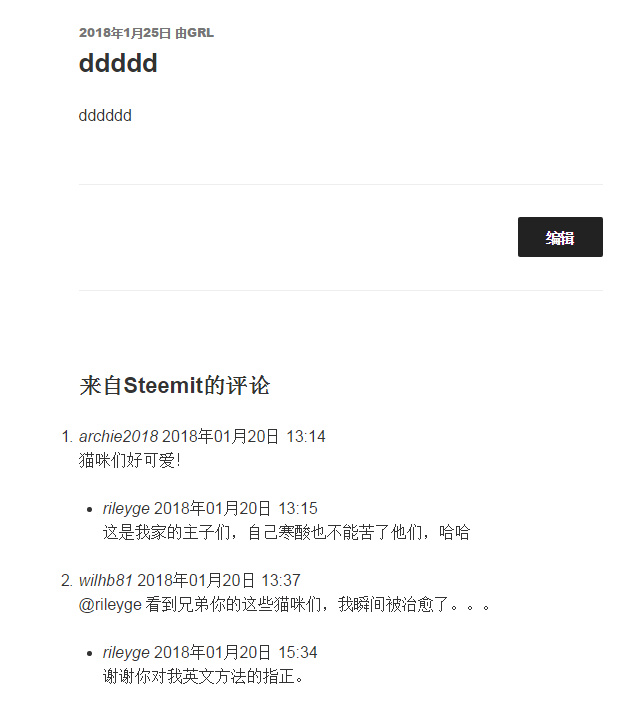 2018年1月25日 由GRL
ddddd
dddddd
编辑
来自Steemit的评论
1. archie2018 2018年01月20日 13:14
猫咪们好可爱!
• rileyge 2018年01月20日 13:15
这是我家的主子们，自己寒酸也不能苦了他们，哈哈
2. wilhb81 2018年01月20日 13:37
@rileyge 看到兄弟你的这些猫咪们，我瞬间被治愈了。。。
• rileyge 2018年01月20日 15:34
谢谢你对我英文方法的指正。